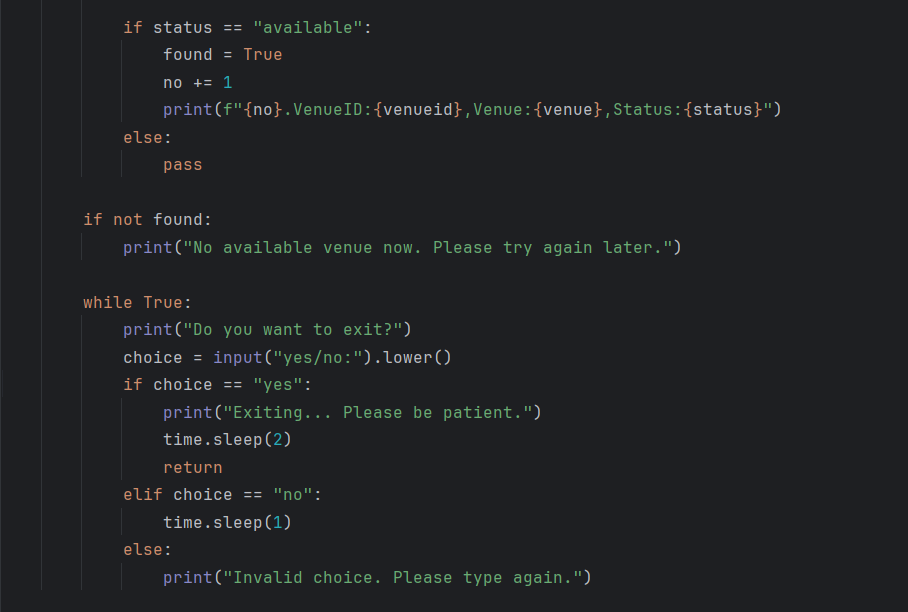 if status == "available":
found = True
no += 1
print(f"{no}.VenueID:{venueid},Venue:{venue},Status:{status}")
else:
pass
if not found:
print("No available venue now. Please try again later.")
while True:
print("Do you want to exit?")
choice = input("yes/no:").lower()
if choice == "yes":
print("Exiting... Please be patient.")
time.sleep(2)
return
elif choice == "no":
time.sleep(1)
else:
print("Invalid choice. Please type again.")